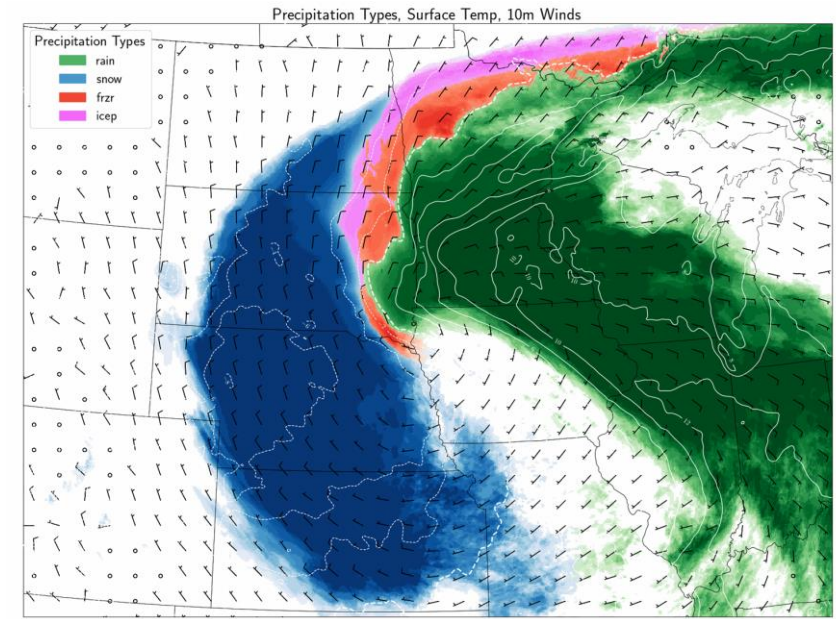 Precipitation Types, Surface Temp, 10m Winds
Precipitation Types
rain
snow
frzr
icep